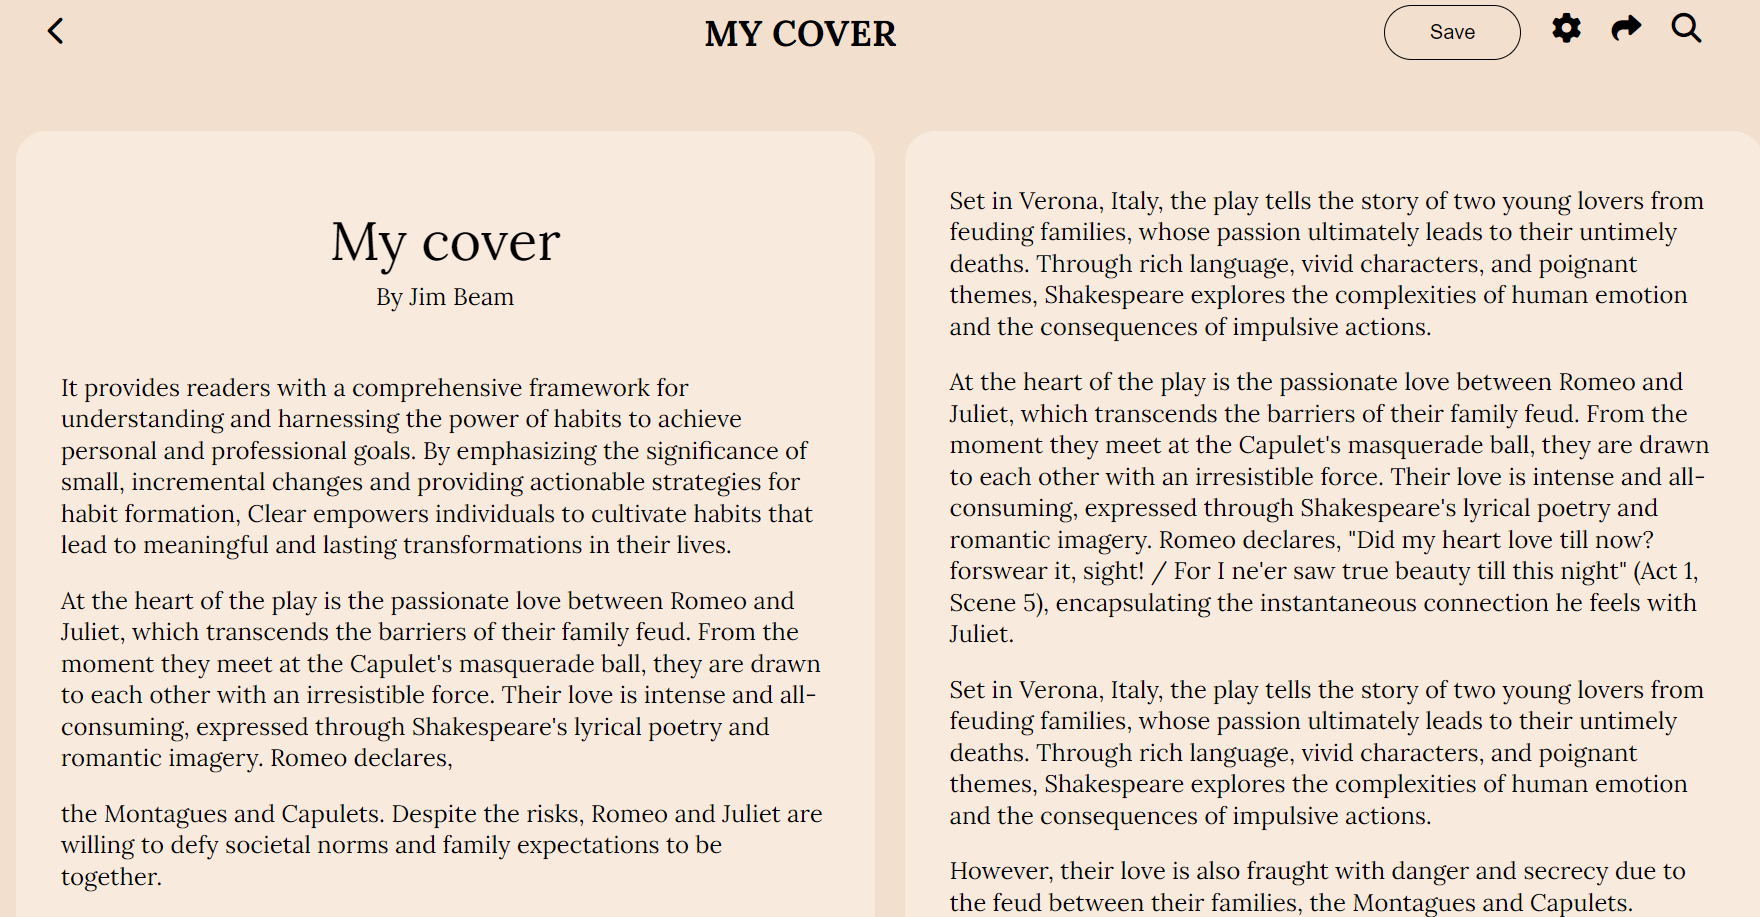 MY COVER
Save
My cover
By Jim Beam
It provides readers with a comprehensive framework for
understanding and harnessing the power of habits to achieve
personal and professional goals. By emphasizing the significance of
small, incremental changes and providing actionable strategies for
habit formation, Clear empowers individuals to cultivate habits that
lead to meaningful and lasting transformations in their lives.
At the heart of the play is the passionate love between Romeo and
Juliet, which transcends the barriers of their family feud. From the
moment they meet at the Capulet's masquerade ball, they are drawn
to each other with an irresistible force. Their love is intense and all-
consuming, expressed through Shakespeare's lyrical poetry and
romantic imagery. Romeo declares,
the Montagues and Capulets. Despite the risks, Romeo and Juliet are
willing to defy societal norms and family expectations to be
together.
Set in Verona, Italy, the play tells the story of two young lovers from
feuding families, whose passion ultimately leads to their untimely
deaths. Through rich language, vivid characters, and poignant
themes, Shakespeare explores the complexities of human emotion
and the consequences of impulsive actions.
At the heart of the play is the passionate love between Romeo and
Juliet, which transcends the barriers of their family feud. From the
moment they meet at the Capulet's masquerade ball, they are drawn
to each other with an irresistible force. Their love is intense and all-
consuming, expressed through Shakespeare's lyrical poetry and
romantic imagery. Romeo declares, "Did my heart love till now?
forswear it, sight! / For I ne'er saw true beauty till this night" (Act 1,
Scene 5), encapsulating the instantaneous connection he feels with
Juliet.
Set in Verona, Italy, the play tells the story of two young lovers from
feuding families, whose passion ultimately leads to their untimely
deaths. Through rich language, vivid characters, and poignant
themes, Shakespeare explores the complexities of human emotion
and the consequences of impulsive actions.
However, their love is also fraught with danger and secrecy due to
the feud between their families, the Montagues and Capulets.